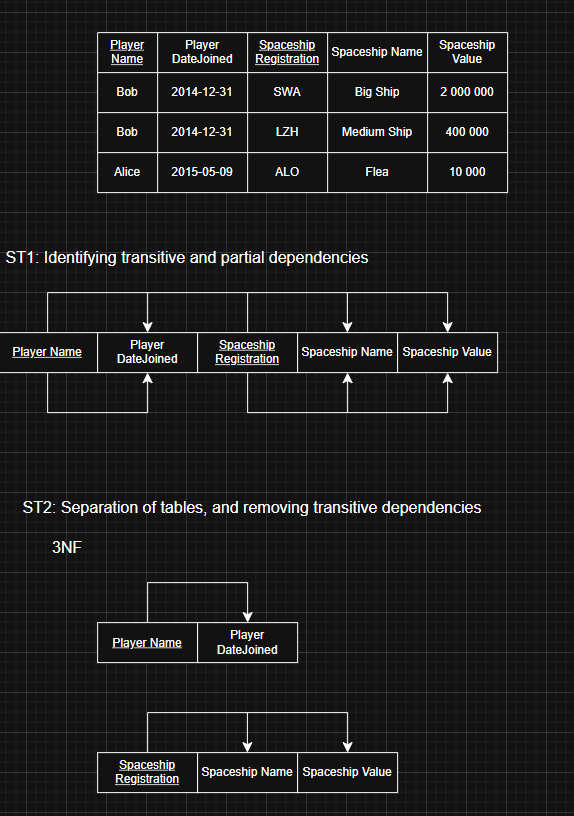 Player Name Player DateJoined Spaceship Registration Spaceship Name Spaceship Value
Bob 2014-12-31 SWA Big Ship 2 000 000
Bob 2014-12-31 LZH Medium Ship 400 000
Alice 2015-05-09 ALO Flea 10 000
ST1: Identifying transitive and partial dependencies
Player Name Player DateJoined Spaceship Registration Spaceship Name Spaceship Value
ST2: Separation of tables, and removing transitive dependencies
3NF
Player Name Player DateJoined
Spaceship Registration Spaceship Name Spaceship Value